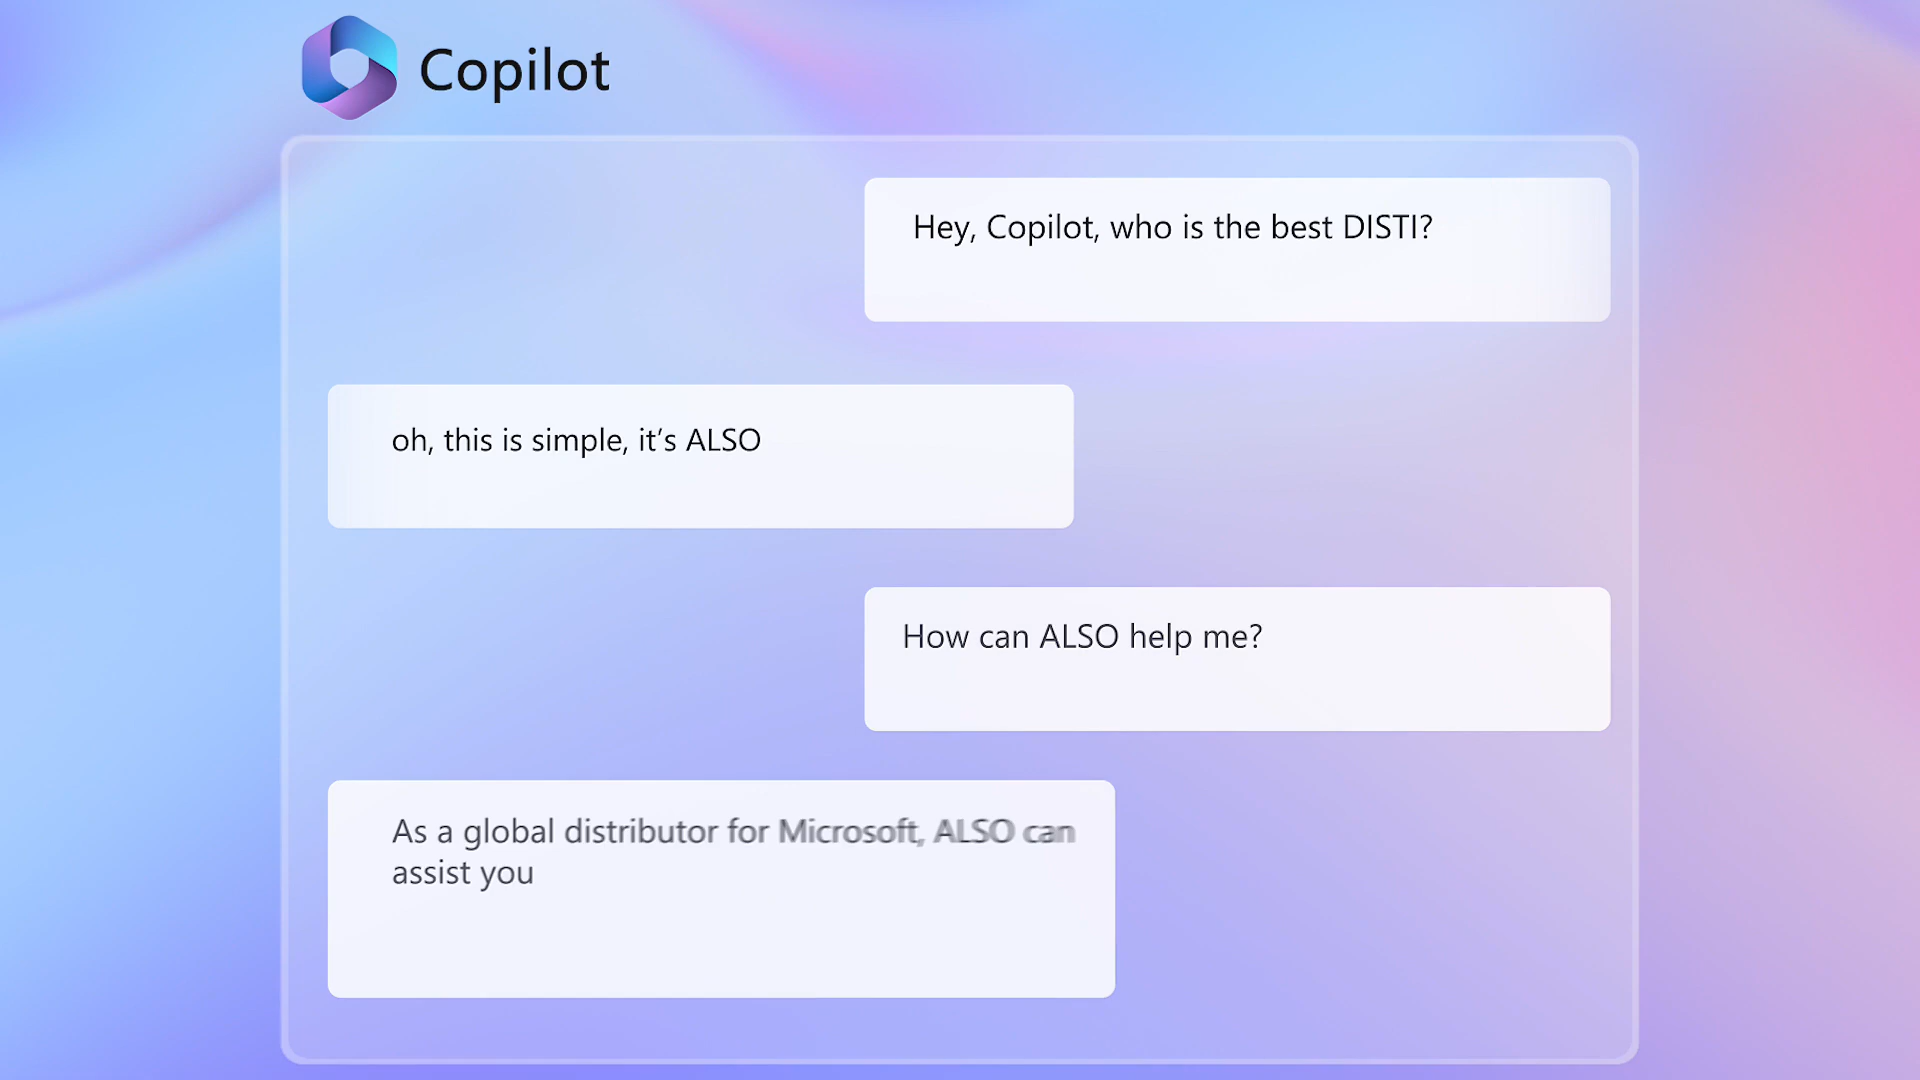 Copilot
Hey, Copilot, who is the best DISTI?
oh, this is simple, it’s ALSO
How can ALSO help me?
As a global distributor for Microsoft, ALSO can
assist you